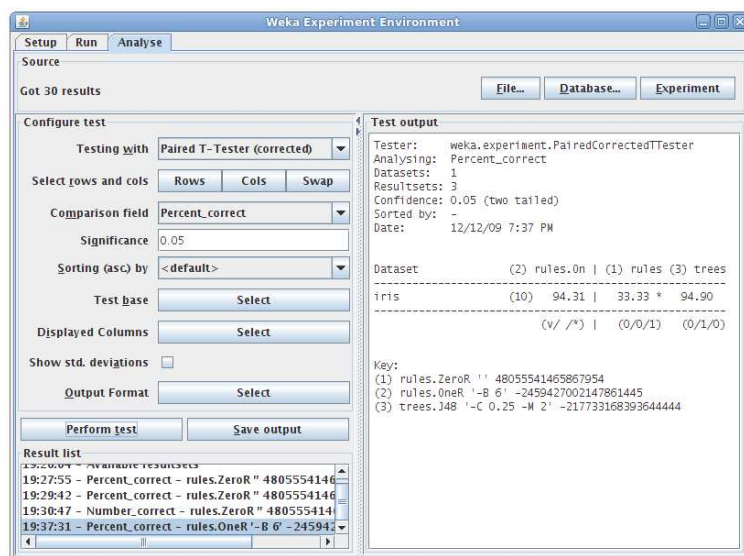 Weka Experiment Environment
Setup Run Analyse
Source
Got 30 results
File... Database... Experiment
Configure test
Testing with Paired T-Tester (corrected)
Select rows and cols Rows Cols Swap
Comparison field Percent_correct
Significance 0.05
Sorting (asc.) by <default>
Test base Select
Displayed Columns Select
Show std. deviations
Output Format Select
Perform test Save output
Result list
19:27:55 - Percent_correct - rules.ZeroR '' 4805554146
19:29:42 - Percent_correct - rules.ZeroR '' 4805554146
19:30:47 - Number_correct - rules.ZeroR '' 4805554146
19:37:31 - Percent_correct - rules.OneR '-B 6' -245942
Test output
Tester: weka.experiment.PairedCorrectedTTester
Analysing: Percent_correct
Datasets: 1
Resultsets: 3
Confidence: 0.05 (two tailed)
Sorted by: -
Date: 12/12/09 7:37 PM
Dataset (2) rules.On | (1) rules (3) trees
iris (10) 94.31 | 33.33 * 94.90
(v/ /*) | (0/0/1) (0/1/0)
Key:
(1) rules.ZeroR '' 48055541465867954
(2) rules.OneR '-B 6' -2459427002147861445
(3) trees.J48 '-C 0.25 -M 2' -217733168393644444